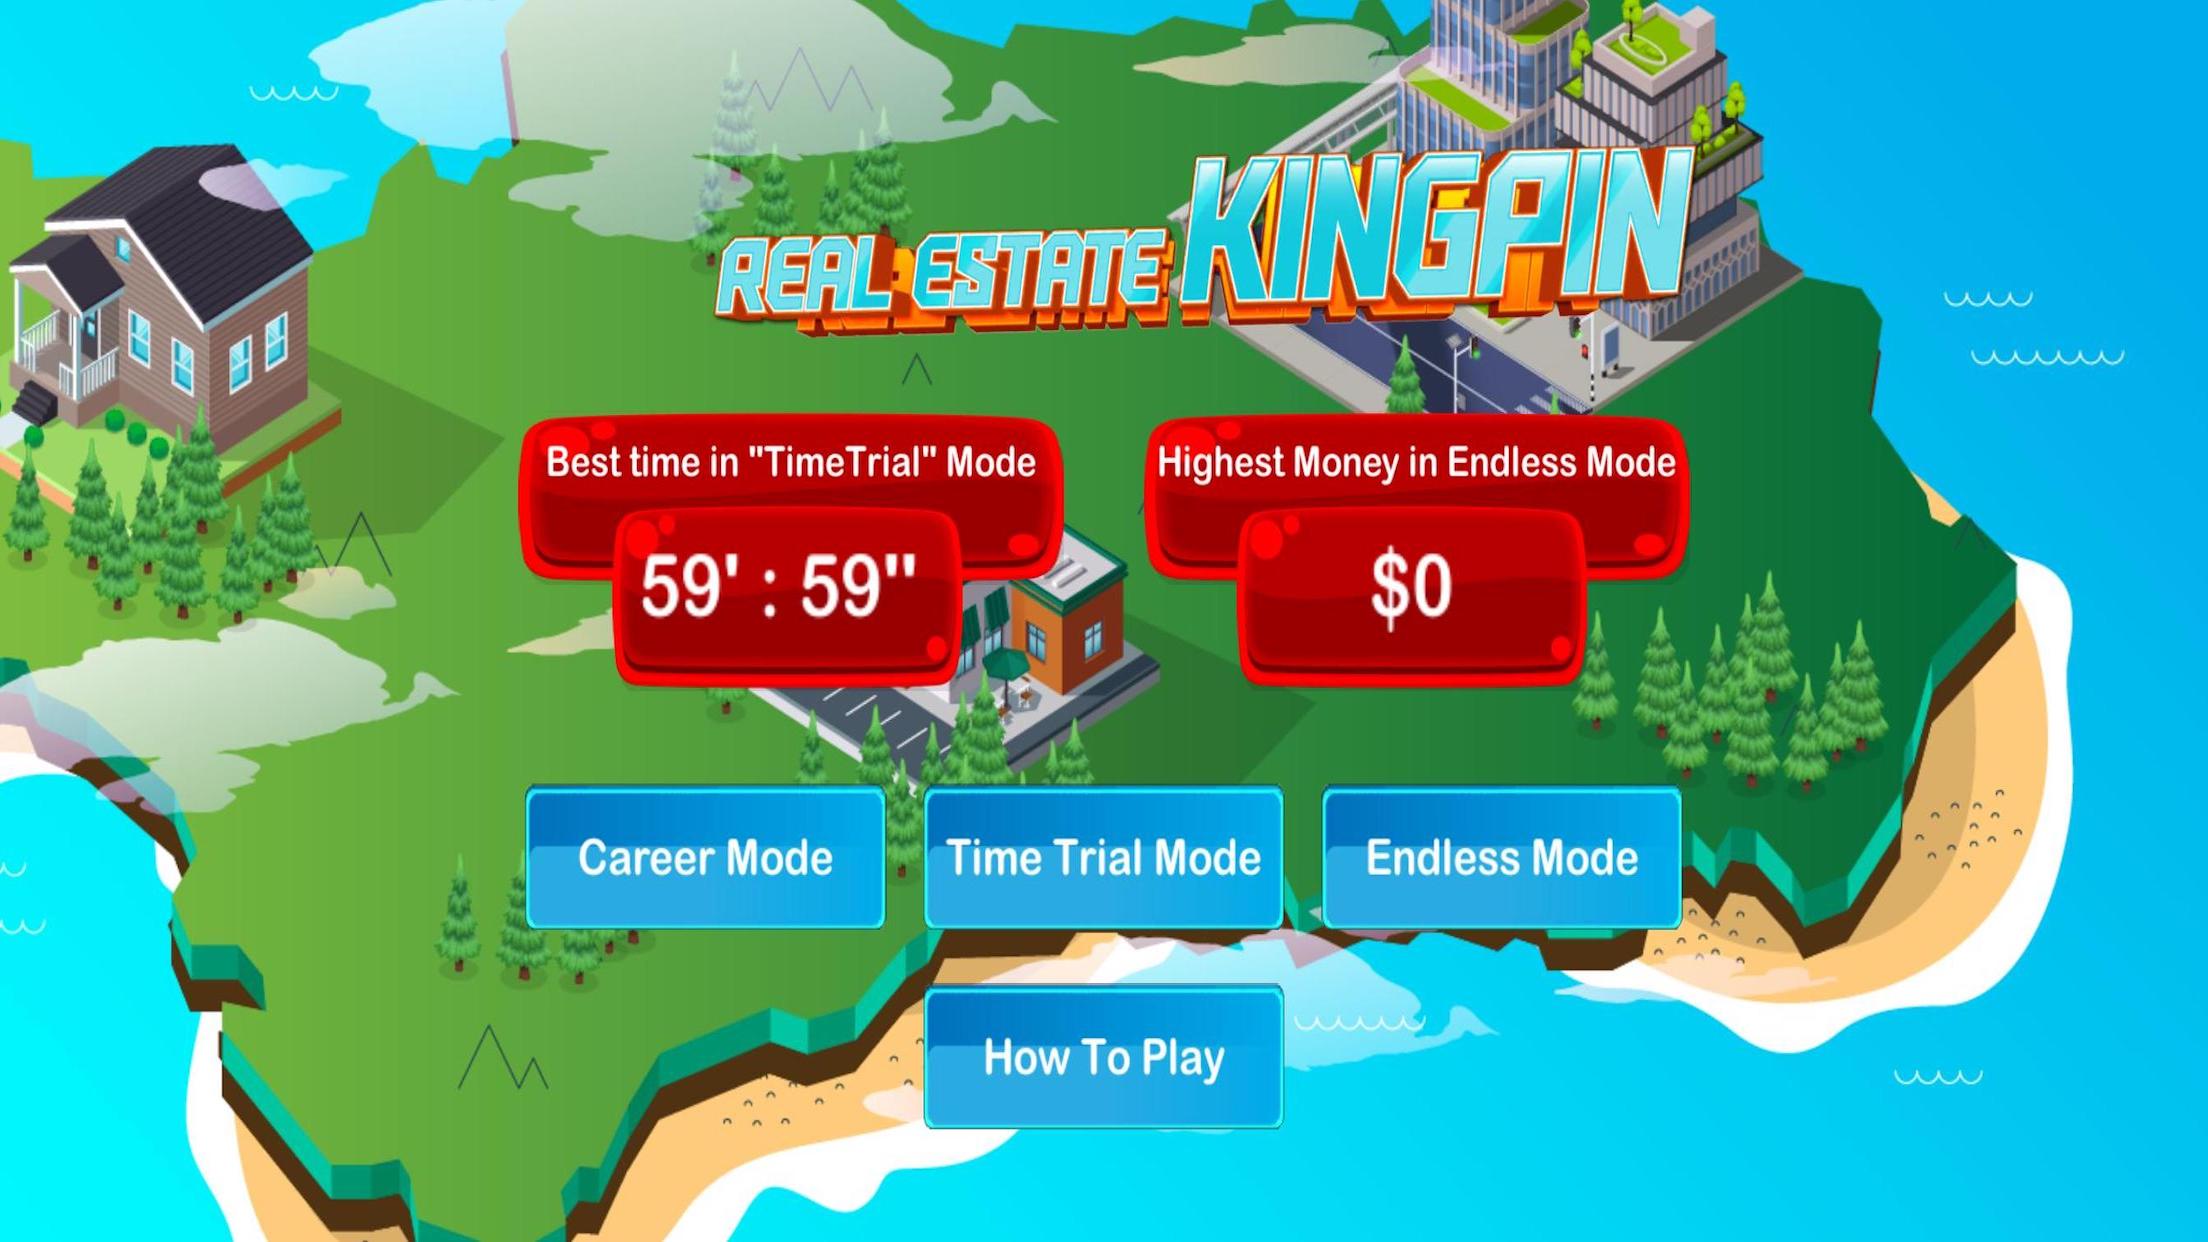 REAL ESTATE KINGPIN
Best time in "TimeTrial" Mode
59' : 59"
Highest Money in Endless Mode
$0
Career Mode
Time Trial Mode
Endless Mode
How To Play